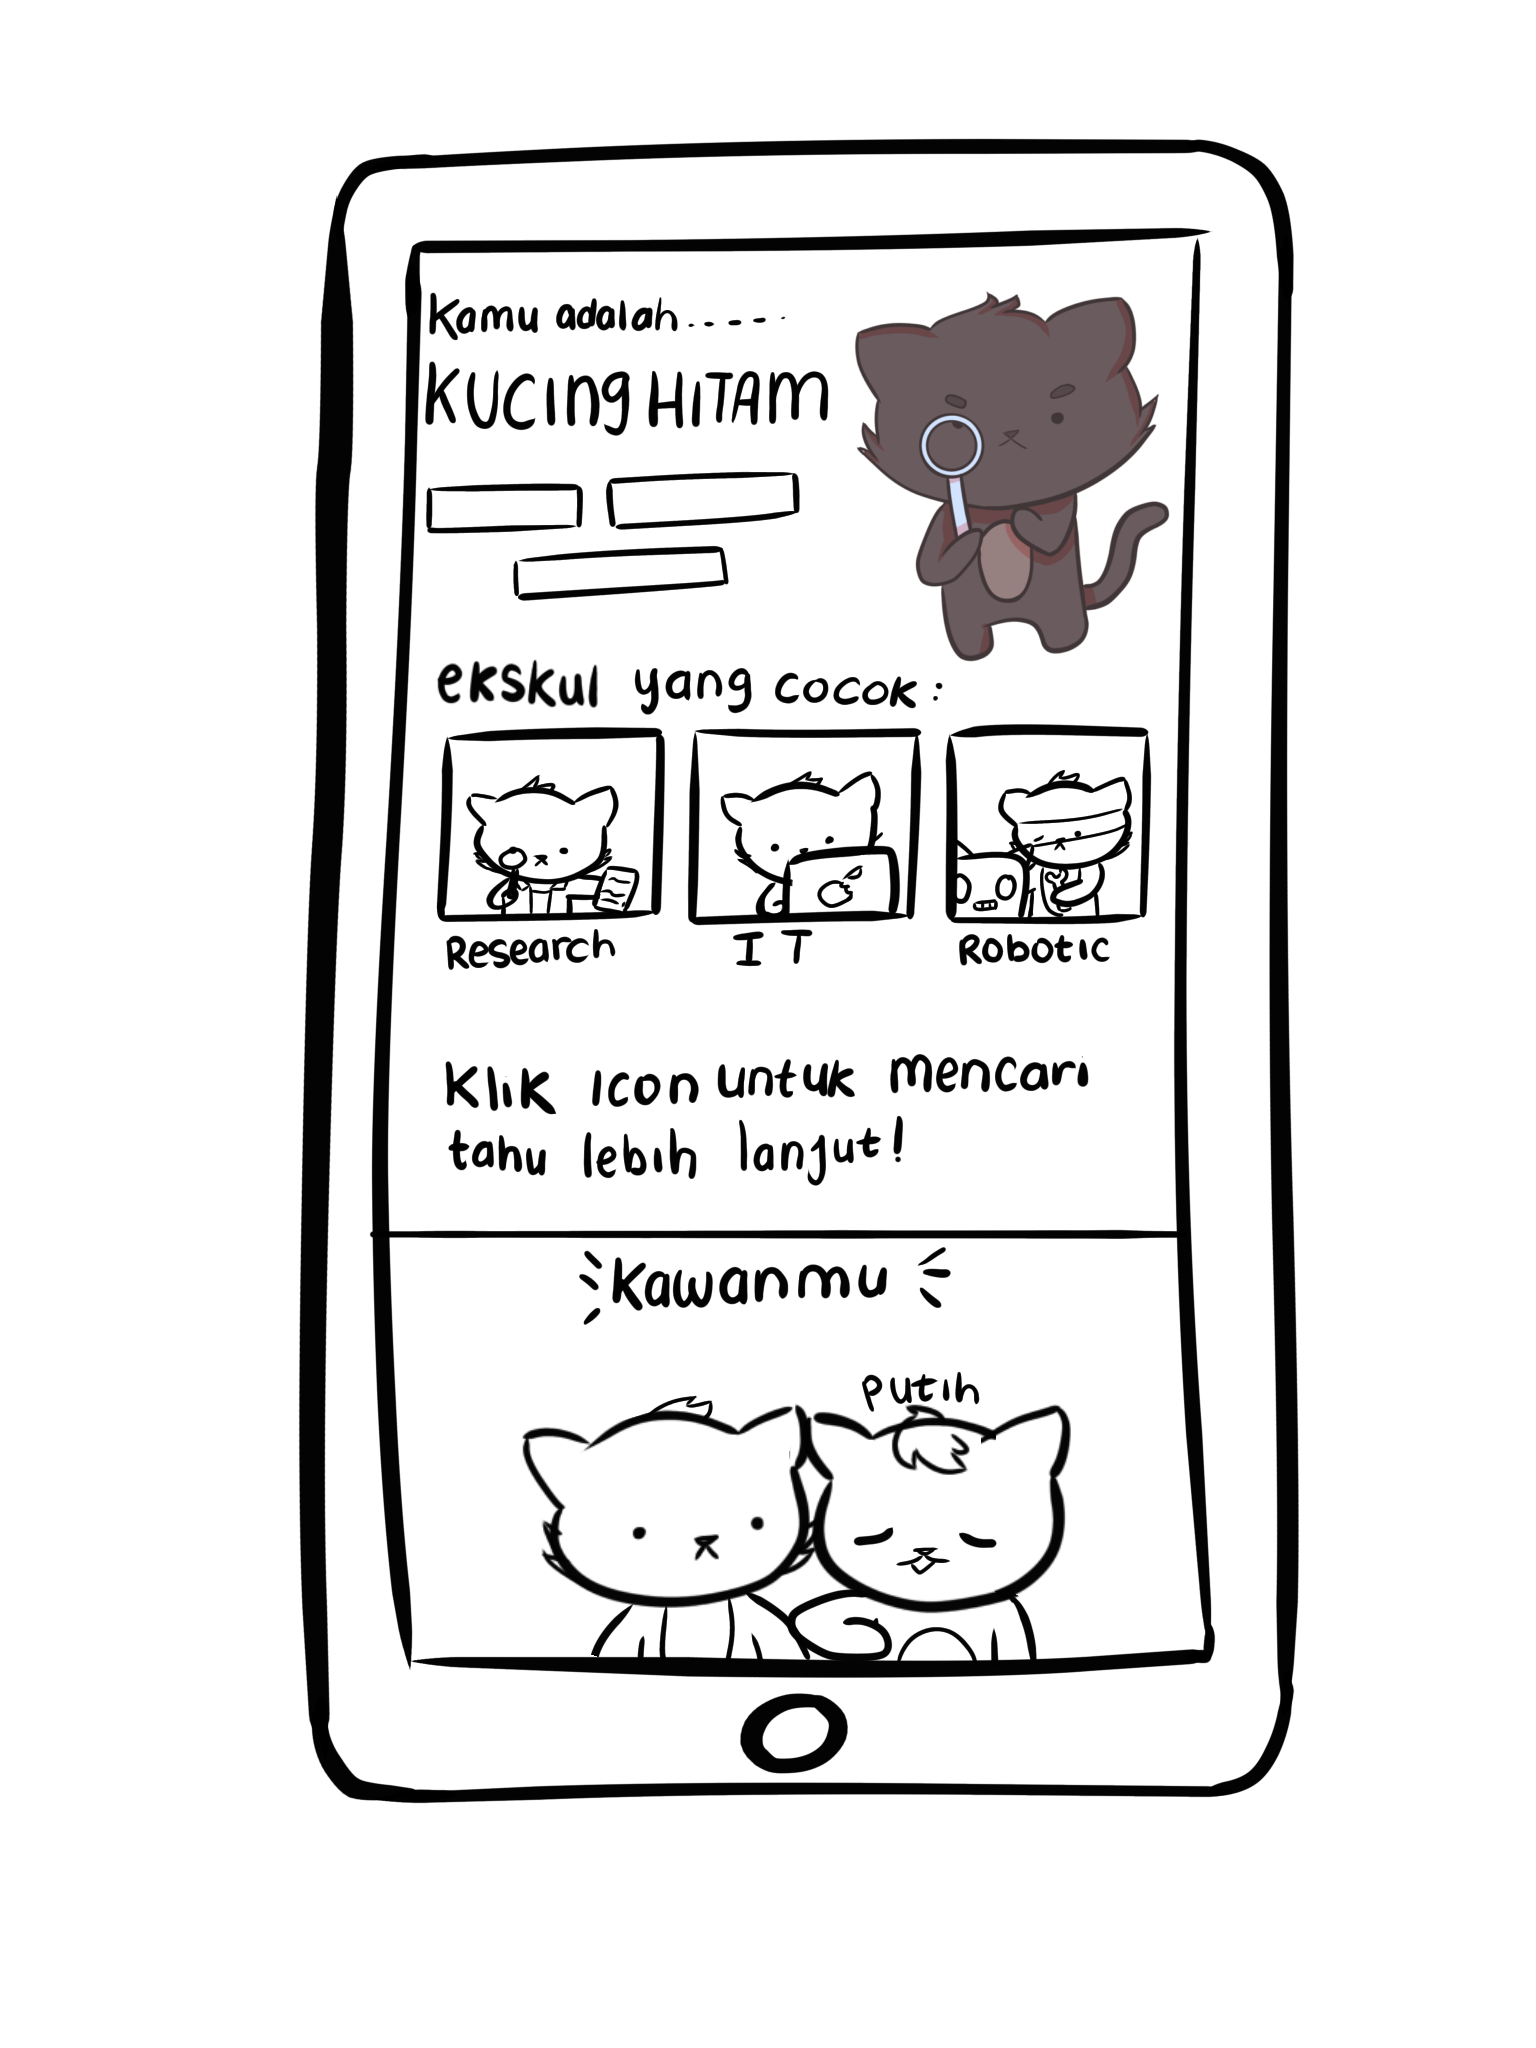 Kamu adalah......
KUCING HITAM
ekskul yang cocok:
Research
IT
Robotic
Klik icon untuk mencari
tahu lebih lanjut!
Kawanmu
putih